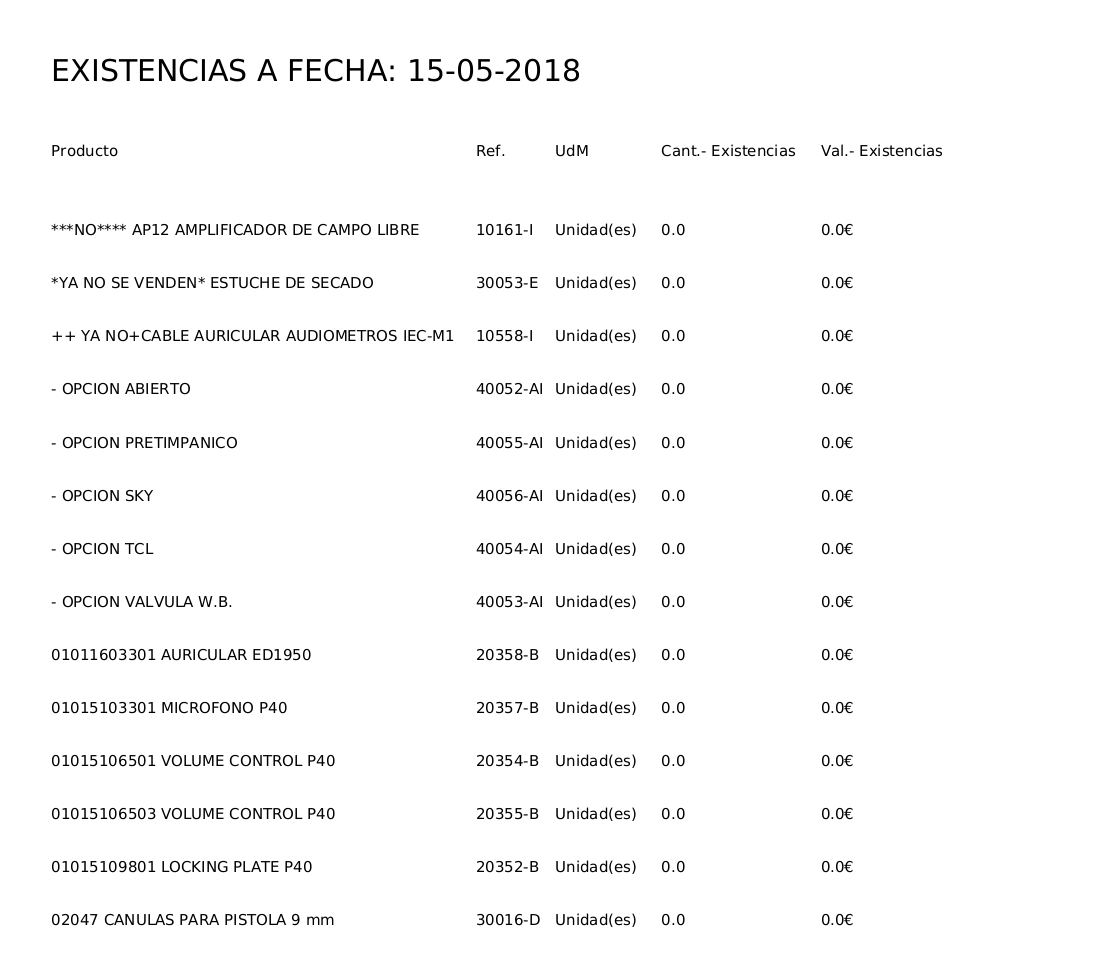 EXISTENCIAS A FECHA: 15-05-2018
Producto Ref. UdM Cant.- Existencias Val.- Existencias
***NO**** AP12 AMPLIFICADOR DE CAMPO LIBRE 10161-I Unidad(es) 0.0 0.0€
*YA NO SE VENDEN* ESTUCHE DE SECADO 30053-E Unidad(es) 0.0 0.0€
++ YA NO+CABLE AURICULAR AUDIOMETROS IEC-M1 10558-I Unidad(es) 0.0 0.0€
- OPCION ABIERTO 40052-AI Unidad(es) 0.0 0.0€
- OPCION PRETIMPANICO 40055-AI Unidad(es) 0.0 0.0€
- OPCION SKY 40056-AI Unidad(es) 0.0 0.0€
- OPCION TCL 40054-AI Unidad(es) 0.0 0.0€
- OPCION VALVULA W.B. 40053-AI Unidad(es) 0.0 0.0€
01011603301 AURICULAR ED1950 20358-B Unidad(es) 0.0 0.0€
01015103301 MICROFONO P40 20357-B Unidad(es) 0.0 0.0€
01015106501 VOLUME CONTROL P40 20354-B Unidad(es) 0.0 0.0€
01015106503 VOLUME CONTROL P40 20355-B Unidad(es) 0.0 0.0€
01015109801 LOCKING PLATE P40 20352-B Unidad(es) 0.0 0.0€
02047 CANULAS PARA PISTOLA 9 mm 30016-D Unidad(es) 0.0 0.0€